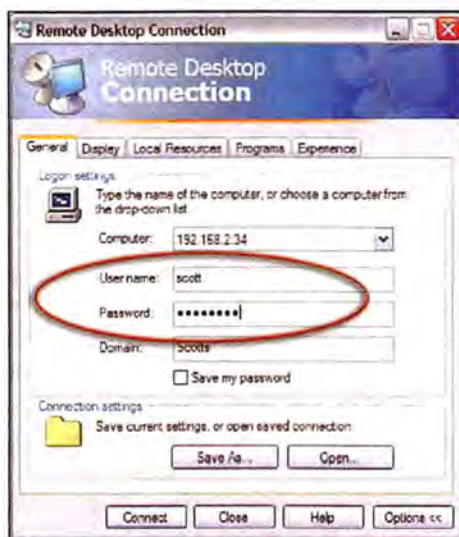 Remote Desktop Connection
Remote Desktop
Connection
General Display Local Resources Programs Experience
Logon settings
Type the name of the computer, or choose a computer from
the drop-down list
Computer: 192.168.2.34
User name: scott
Password: ••••••••
Domain: Scotts
Save my password
Connection settings
Save current settings, or open saved connection.
Save As... Open...
Connect Close Help Options <<